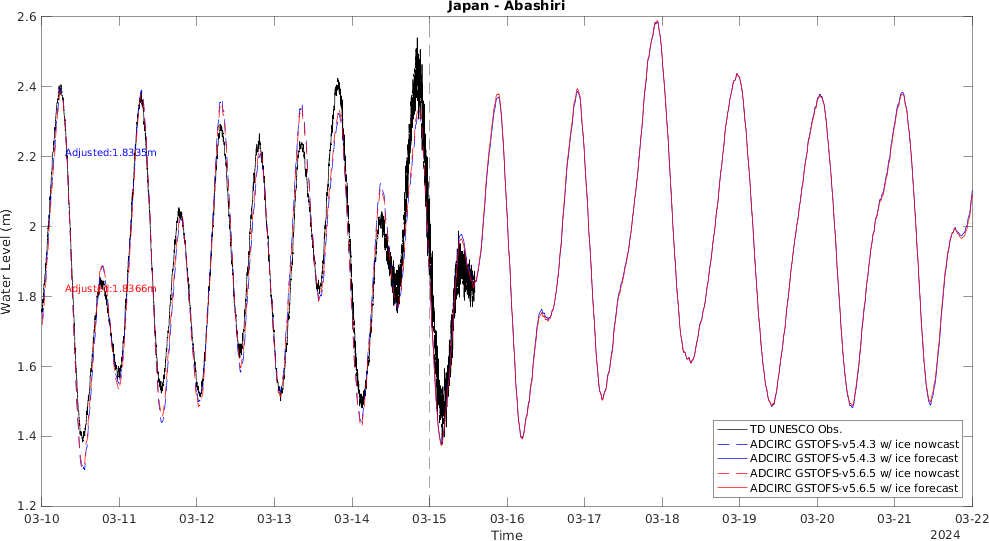 Japan - Abashiri
2.6
2.4
2.2
2
1.8
1.6
1.4
1.2
Water Level (m)
Adjusted:1.8335m
Adjusted:1.8366m
TD UNESCO Obs.
ADCIRC GSTOFS-v5.4.3 w/ ice nowcast
ADCIRC GSTOFS-v5.4.3 w/ ice forecast
ADCIRC GSTOFS-v5.6.5 w/ ice nowcast
ADCIRC GSTOFS-v5.6.5 w/ ice forecast
03-10 03-11 03-12 03-13 03-14 03-15 03-16 03-17 03-18 03-19 03-20 03-21 03-22
Time
2024